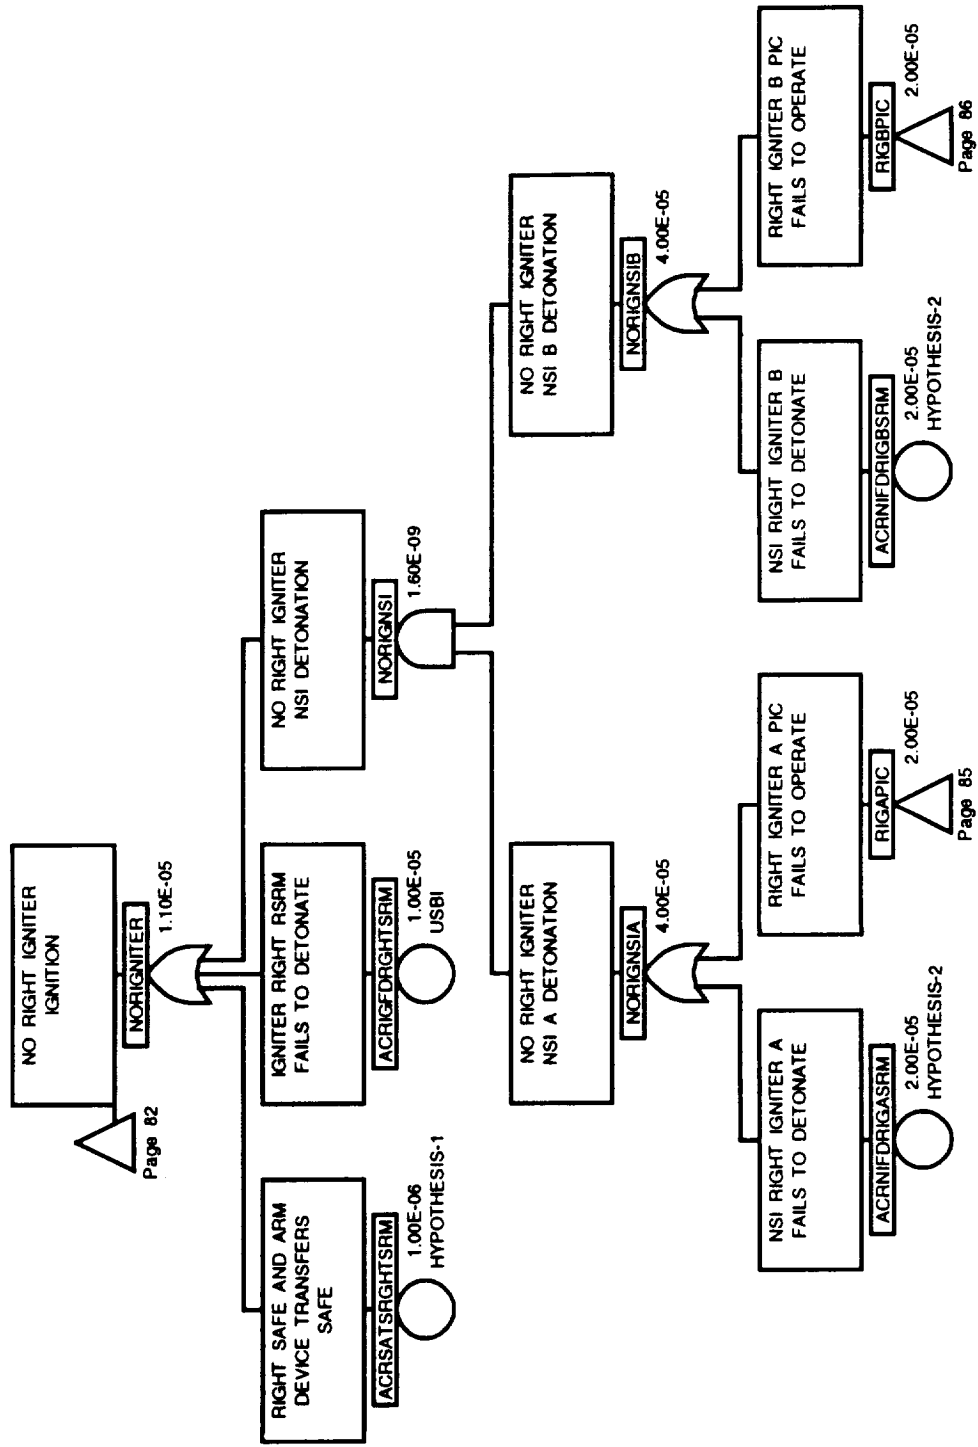 NO RIGHT IGNITER
IGNITION
Page 82
NORIGNITER
1.10E-05
RIGHT SAFE AND ARM
DEVICE TRANSFERS
SAFE
ACRSATSRGHTSRM
1.00E-06
HYPOTHESIS-1
IGNITER RIGHT RSRM
FAILS TO DETONATE
ACRIGFDRGHTSRM
1.00E-05
USBI
NO RIGHT IGNITER
NSI DETONATION
NORIGNSI
1.60E-09
NO RIGHT IGNITER
NSI A DETONATION
NORIGNSIA
4.00E-05
NO RIGHT IGNITER
NSI B DETONATION
NORIGNSIB
4.00E-05
NSI RIGHT IGNITER A
FAILS TO DETONATE
ACRNIFDRIGASRM
2.00E-05
HYPOTHESIS-2
RIGHT IGNITER A PIC
FAILS TO OPERATE
RIGAPIC
2.00E-05
Page 85
NSI RIGHT IGNITER B
FAILS TO DETONATE
ACRNIFDRIGBSRM
2.00E-05
HYPOTHESIS-2
RIGHT IGNITER B PIC
FAILS TO OPERATE
RIGBPIC
2.00E-05
Page 86